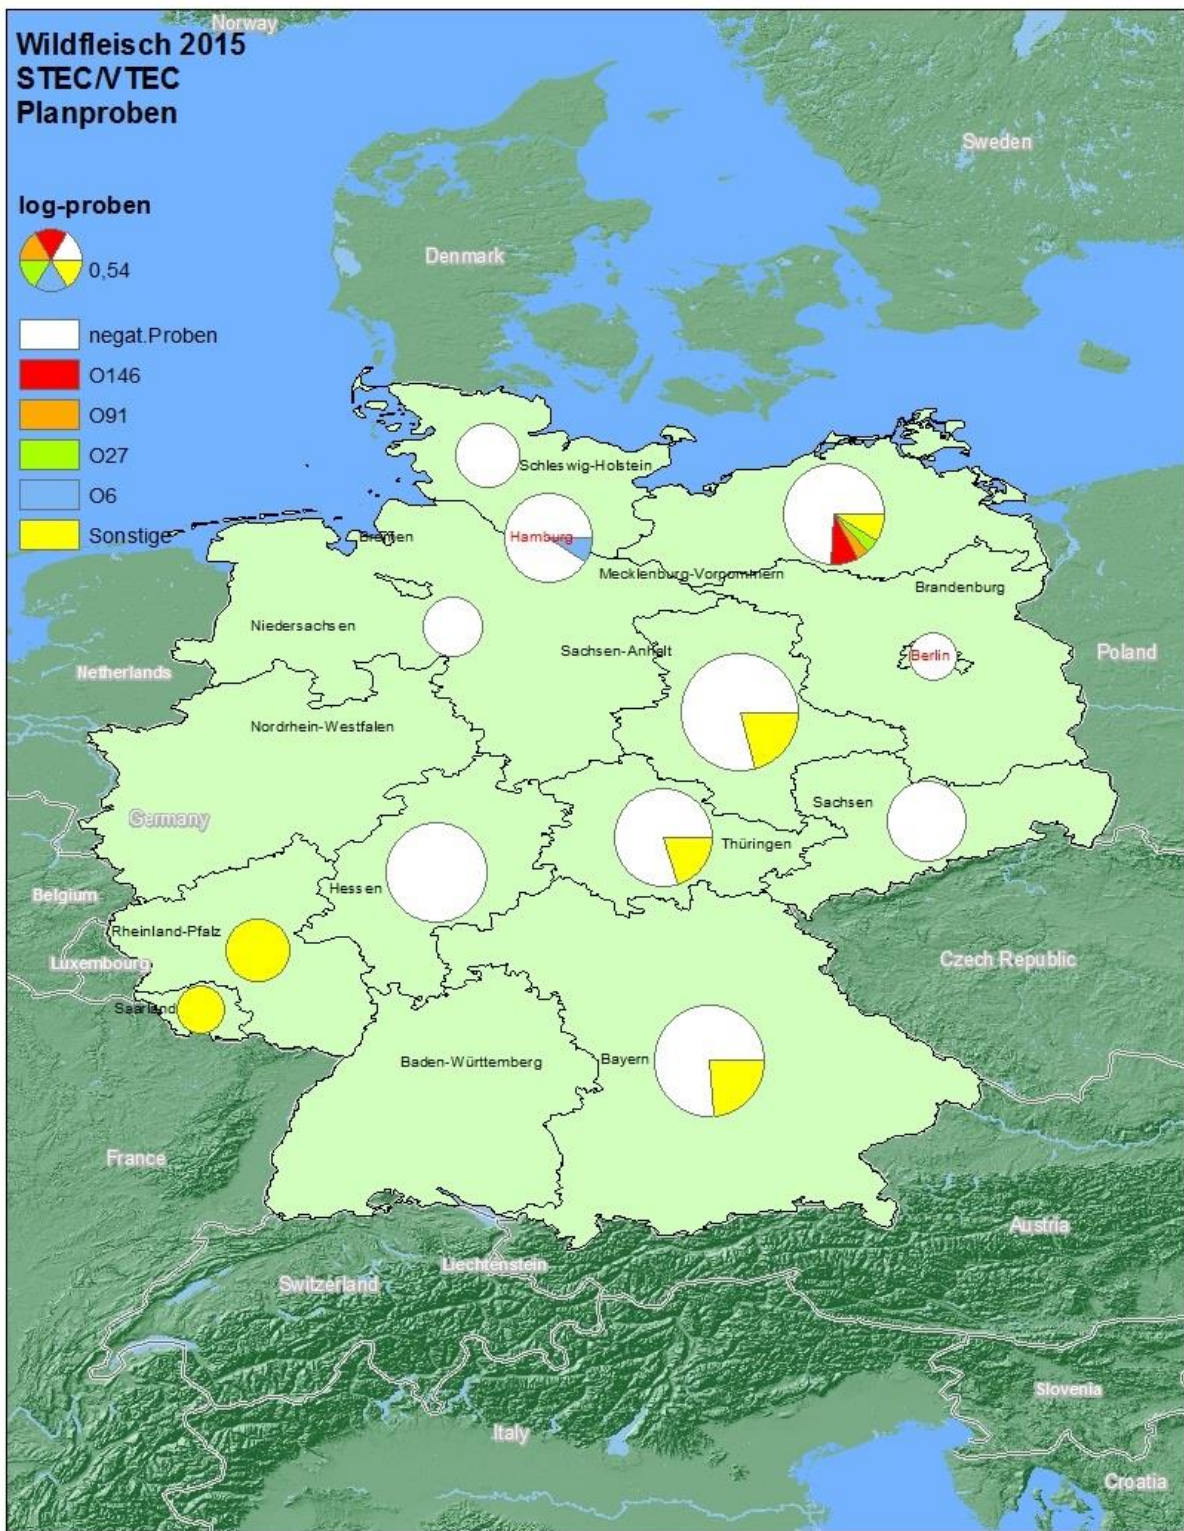 Norway
Wildfleisch 2015
STEC/VTEC
Planproben
Sweden
log-proben
0,54
Denmark
negat.Proben
O146
O91
O27
O6
Sonstige
Schleswig-Holstein
Bremen
Hamburg
Mecklenburg-Vorpommern
Brandenburg
Niedersachsen
Sachsen-Anhalt
Berlin
Poland
Netherlands
Nordrhein-Westfalen
Sachsen
Germany
Thüringen
Hessen
Belgium
Rheinland-Pfalz
Luxembourg
Czech Republic
Saarland
Baden-Württemberg
Bayern
France
Austria
Liechtenstein
Switzerland
Slovenia
Italy
Croatia